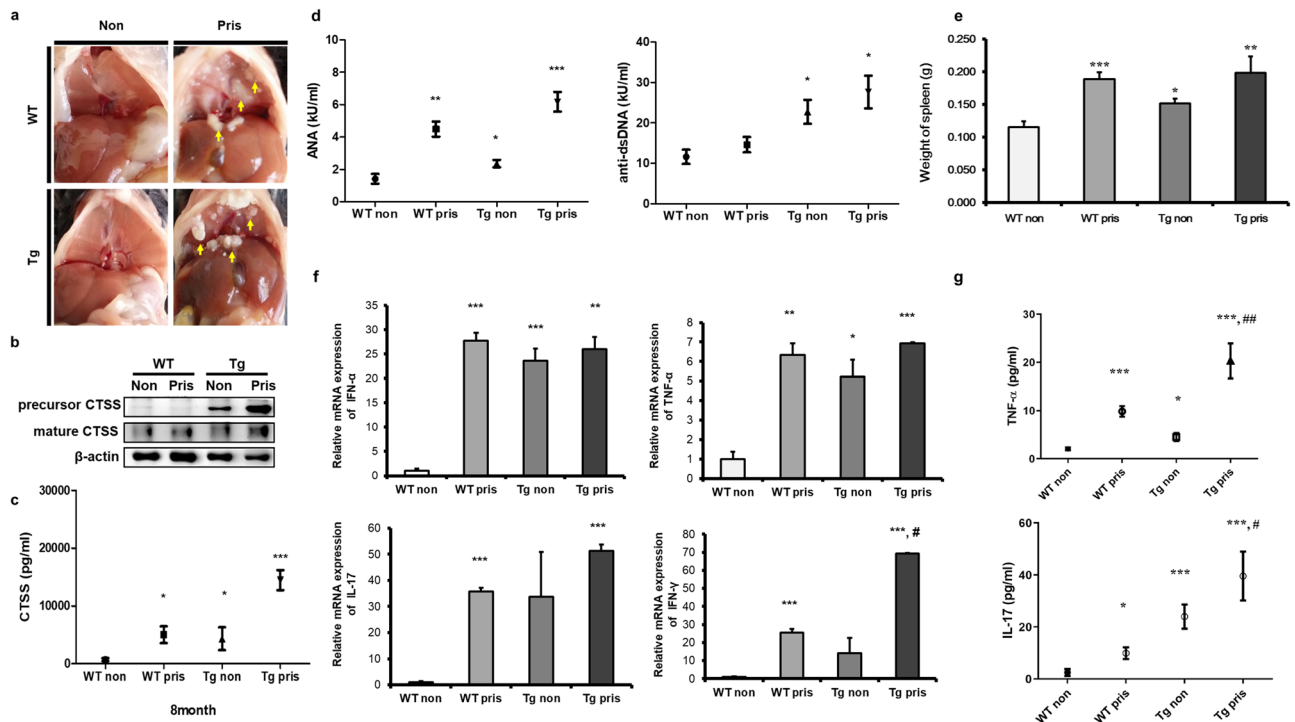 a
Non
Pris
WT
Tg
b
WT
Tg
Non
Pris
Non
Pris
precursor CTSS
mature CTSS
β-actin
c
CTSS (pg/ml)
30000
20000
10000
0
*
*
***
WT non
WT pris
Tg non
Tg pris
8month
d
ANA (kU/ml)
10
8
6
4
2
0
**
*
***
WT non
WT pris
Tg non
Tg pris
anti-dsDNA (kU/ml)
40
30
20
10
0
*
*
WT non
WT pris
Tg non
Tg pris
e
Weight of spleen (g)
0.250
0.200
0.150
0.100
0.050
0.000
***
*
**
WT non
WT pris
Tg non
Tg pris
f
Relative mRNA expression
of IFN-α
35
30
25
20
15
10
5
0
***
***
**
WT non
WT pris
Tg non
Tg pris
Relative mRNA expression
of TNF-α
8
7
6
5
4
3
2
1
0
**
*
***
WT non
WT pris
Tg non
Tg pris
Relative mRNA expression
of IL-17
60
50
40
30
20
10
0
***
***
WT non
WT pris
Tg non
Tg pris
Relative mRNA expression
of IFN-γ
80
70
60
50
40
30
20
10
0
***
***, #
WT non
WT pris
Tg non
Tg pris
g
TNF-α (pg/ml)
30
20
10
0
***
*
***, ##
WT non
WT pris
Tg non
Tg pris
IL-17 (pg/ml)
60
40
20
0
*
***
***, #
WT non
WT pris
Tg non
Tg pris